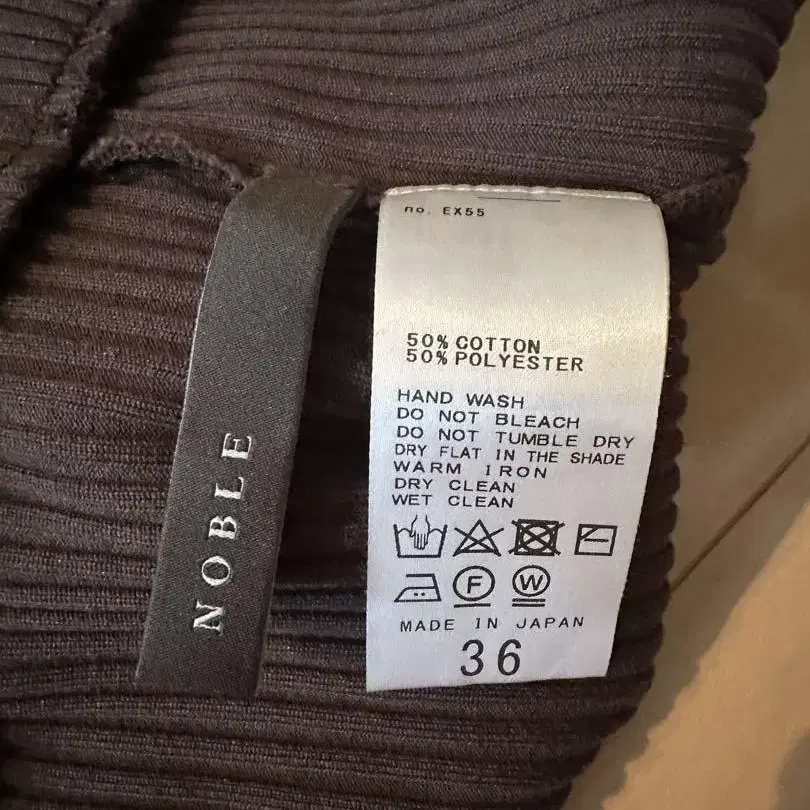 NOBLE
no. EX55
50% COTTON
50% POLYESTER
HAND WASH
DO NOT BLEACH
DO NOT TUMBLE DRY
DRY FLAT IN THE SHADE
WARM IRON
DRY CLEAN
WET CLEAN
F W
MADE IN JAPAN
36